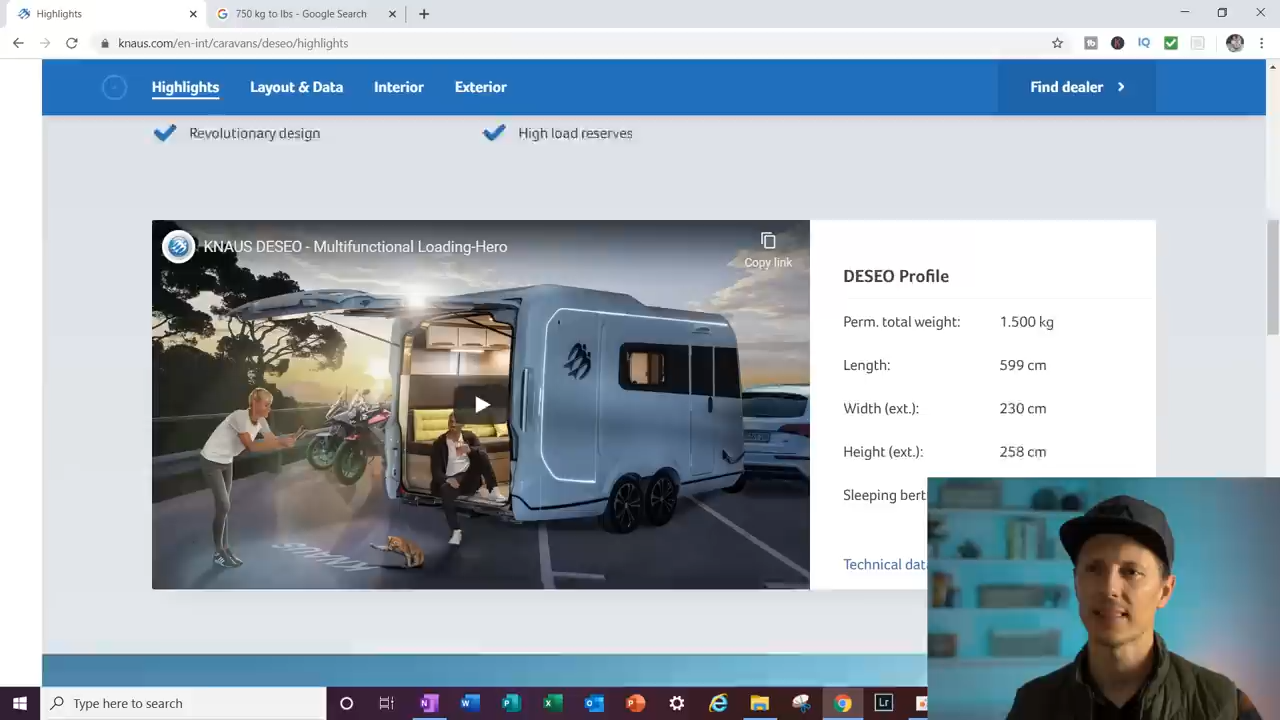 Highlights
750 kg to lbs - Google Search
knaus.com/en-int/caravans/deseo/highlights
Highlights
Layout & Data
Interior
Exterior
Find dealer
Revolutionary design
High load reserves
KNAUS DESEO - Multifunctional Loading-Hero
Copy link
KNAUS
DESEO Profile
Perm. total weight: 1.500 kg
Length: 599 cm
Width (ext.): 230 cm
Height (ext.): 258 cm
Sleeping bert
Technical dat
Type here to search